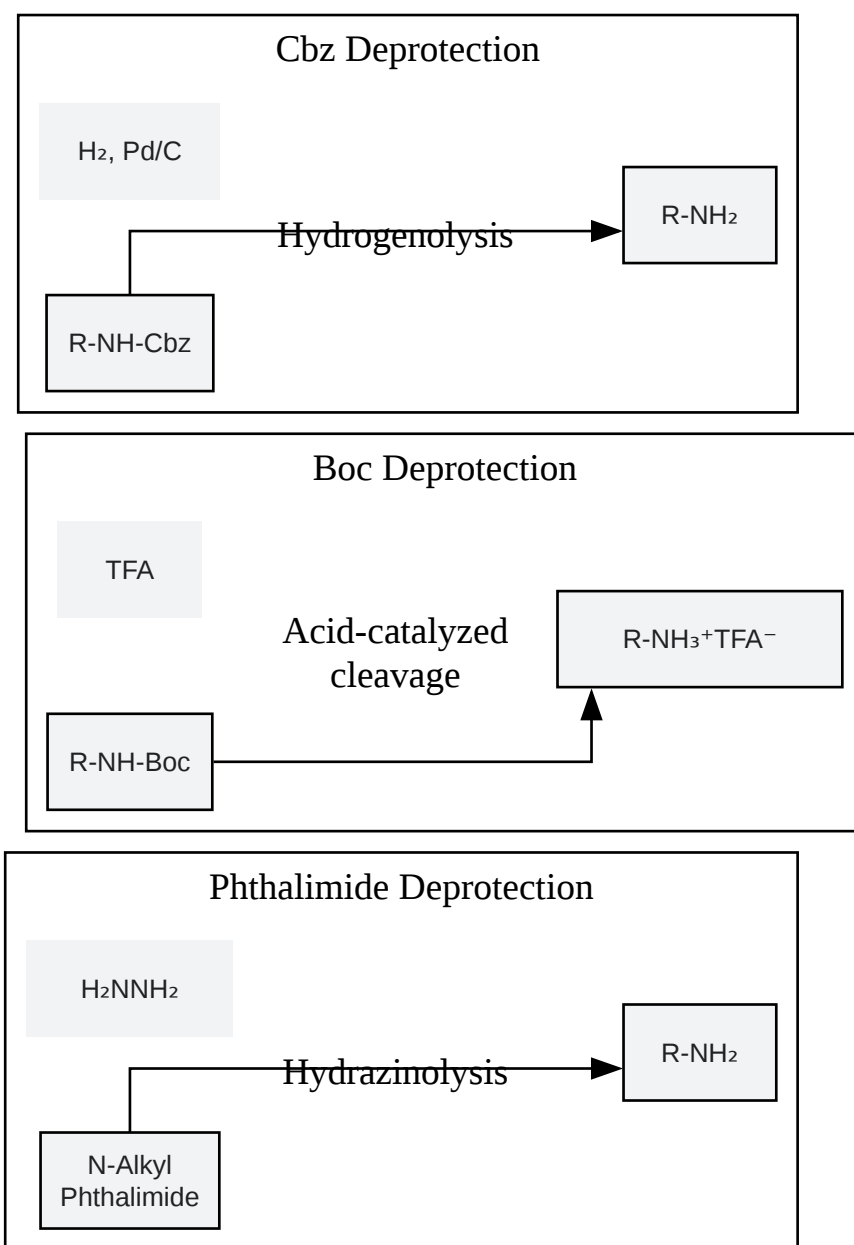 Cbz Deprotection
H₂, Pd/C
Hydrogenolysis
R-NH₂
R-NH-Cbz
Boc Deprotection
TFA
Acid-catalyzed
cleavage
R-NH₃⁺TFA⁻
R-NH-Boc
Phthalimide Deprotection
H₂NNH₂
Hydrazinolysis
R-NH₂
N-Alkyl
Phthalimide